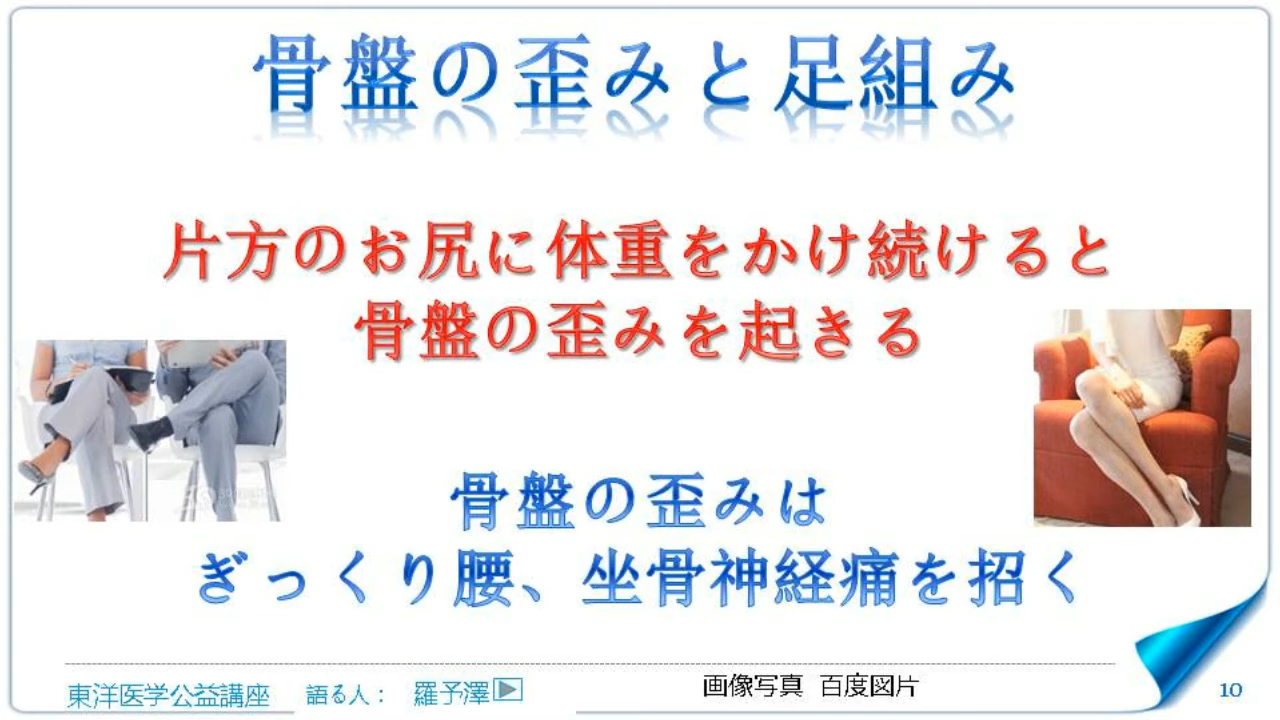 骨盤の歪みと足組み
片方のお尻に体重をかけ続けると
骨盤の歪みを起きる
骨盤の歪みは
ぎっくり腰、坐骨神経痛を招く
東洋医学公益講座 語る人： 羅予澤
画像写真 百度図片
10